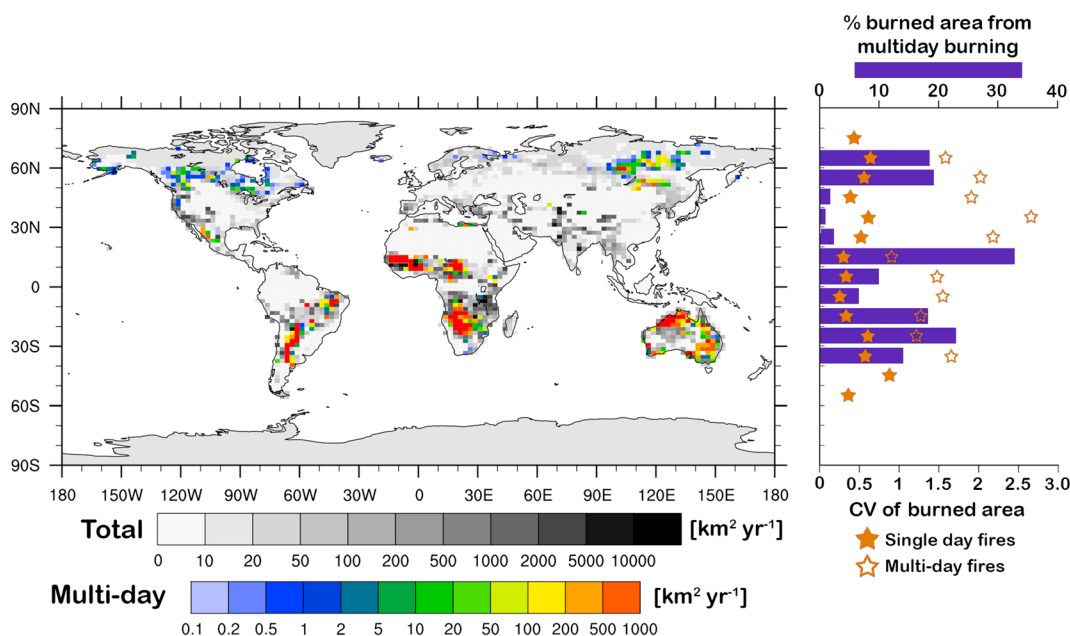 % burned area from
multiday burning
0 10 20 30 40
90N
60N
30N
0
30S
60S
90S
180 150W 120W 90W 60W 30W 0 30E 60E 90E 120E 150E 180
0 0.5 1 1.5 2 2.5 3.0
CV of burned area
Single day fires
Multi-day fires
Total [km² yr⁻¹]
0 10 20 50 100 200 500 1000 2000 5000 10000
Multi-day [km² yr⁻¹]
0.1 0.2 0.5 1 2 5 10 20 50 100 200 500 1000